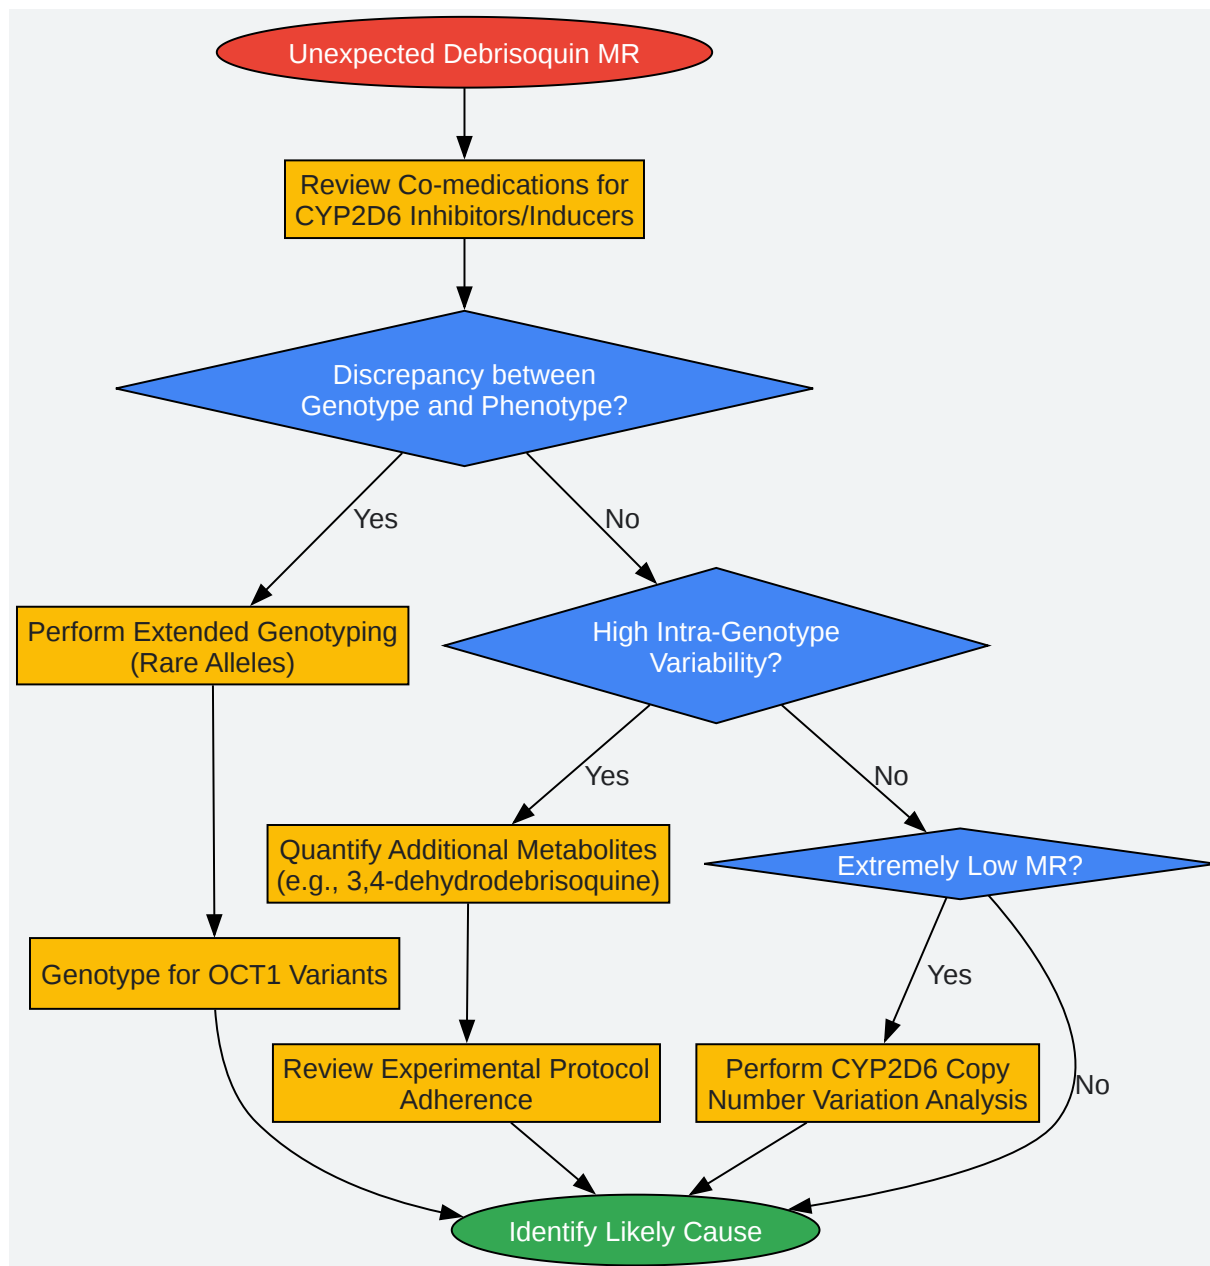 Unexpected Debrisoquin MR
Review Co-medications for
CYP2D6 Inhibitors/Inducers
Discrepancy between
Genotype and Phenotype?
Yes
No
Perform Extended Genotyping
(Rare Alleles)
High Intra-Genotype
Variability?
Yes
No
Quantify Additional Metabolites
(e.g., 3,4-dehydrodebrisoquine)
Extremely Low MR?
Genotype for OCT1 Variants
Yes
Review Experimental Protocol
Adherence
Perform CYP2D6 Copy
Number Variation Analysis
No
Identify Likely Cause